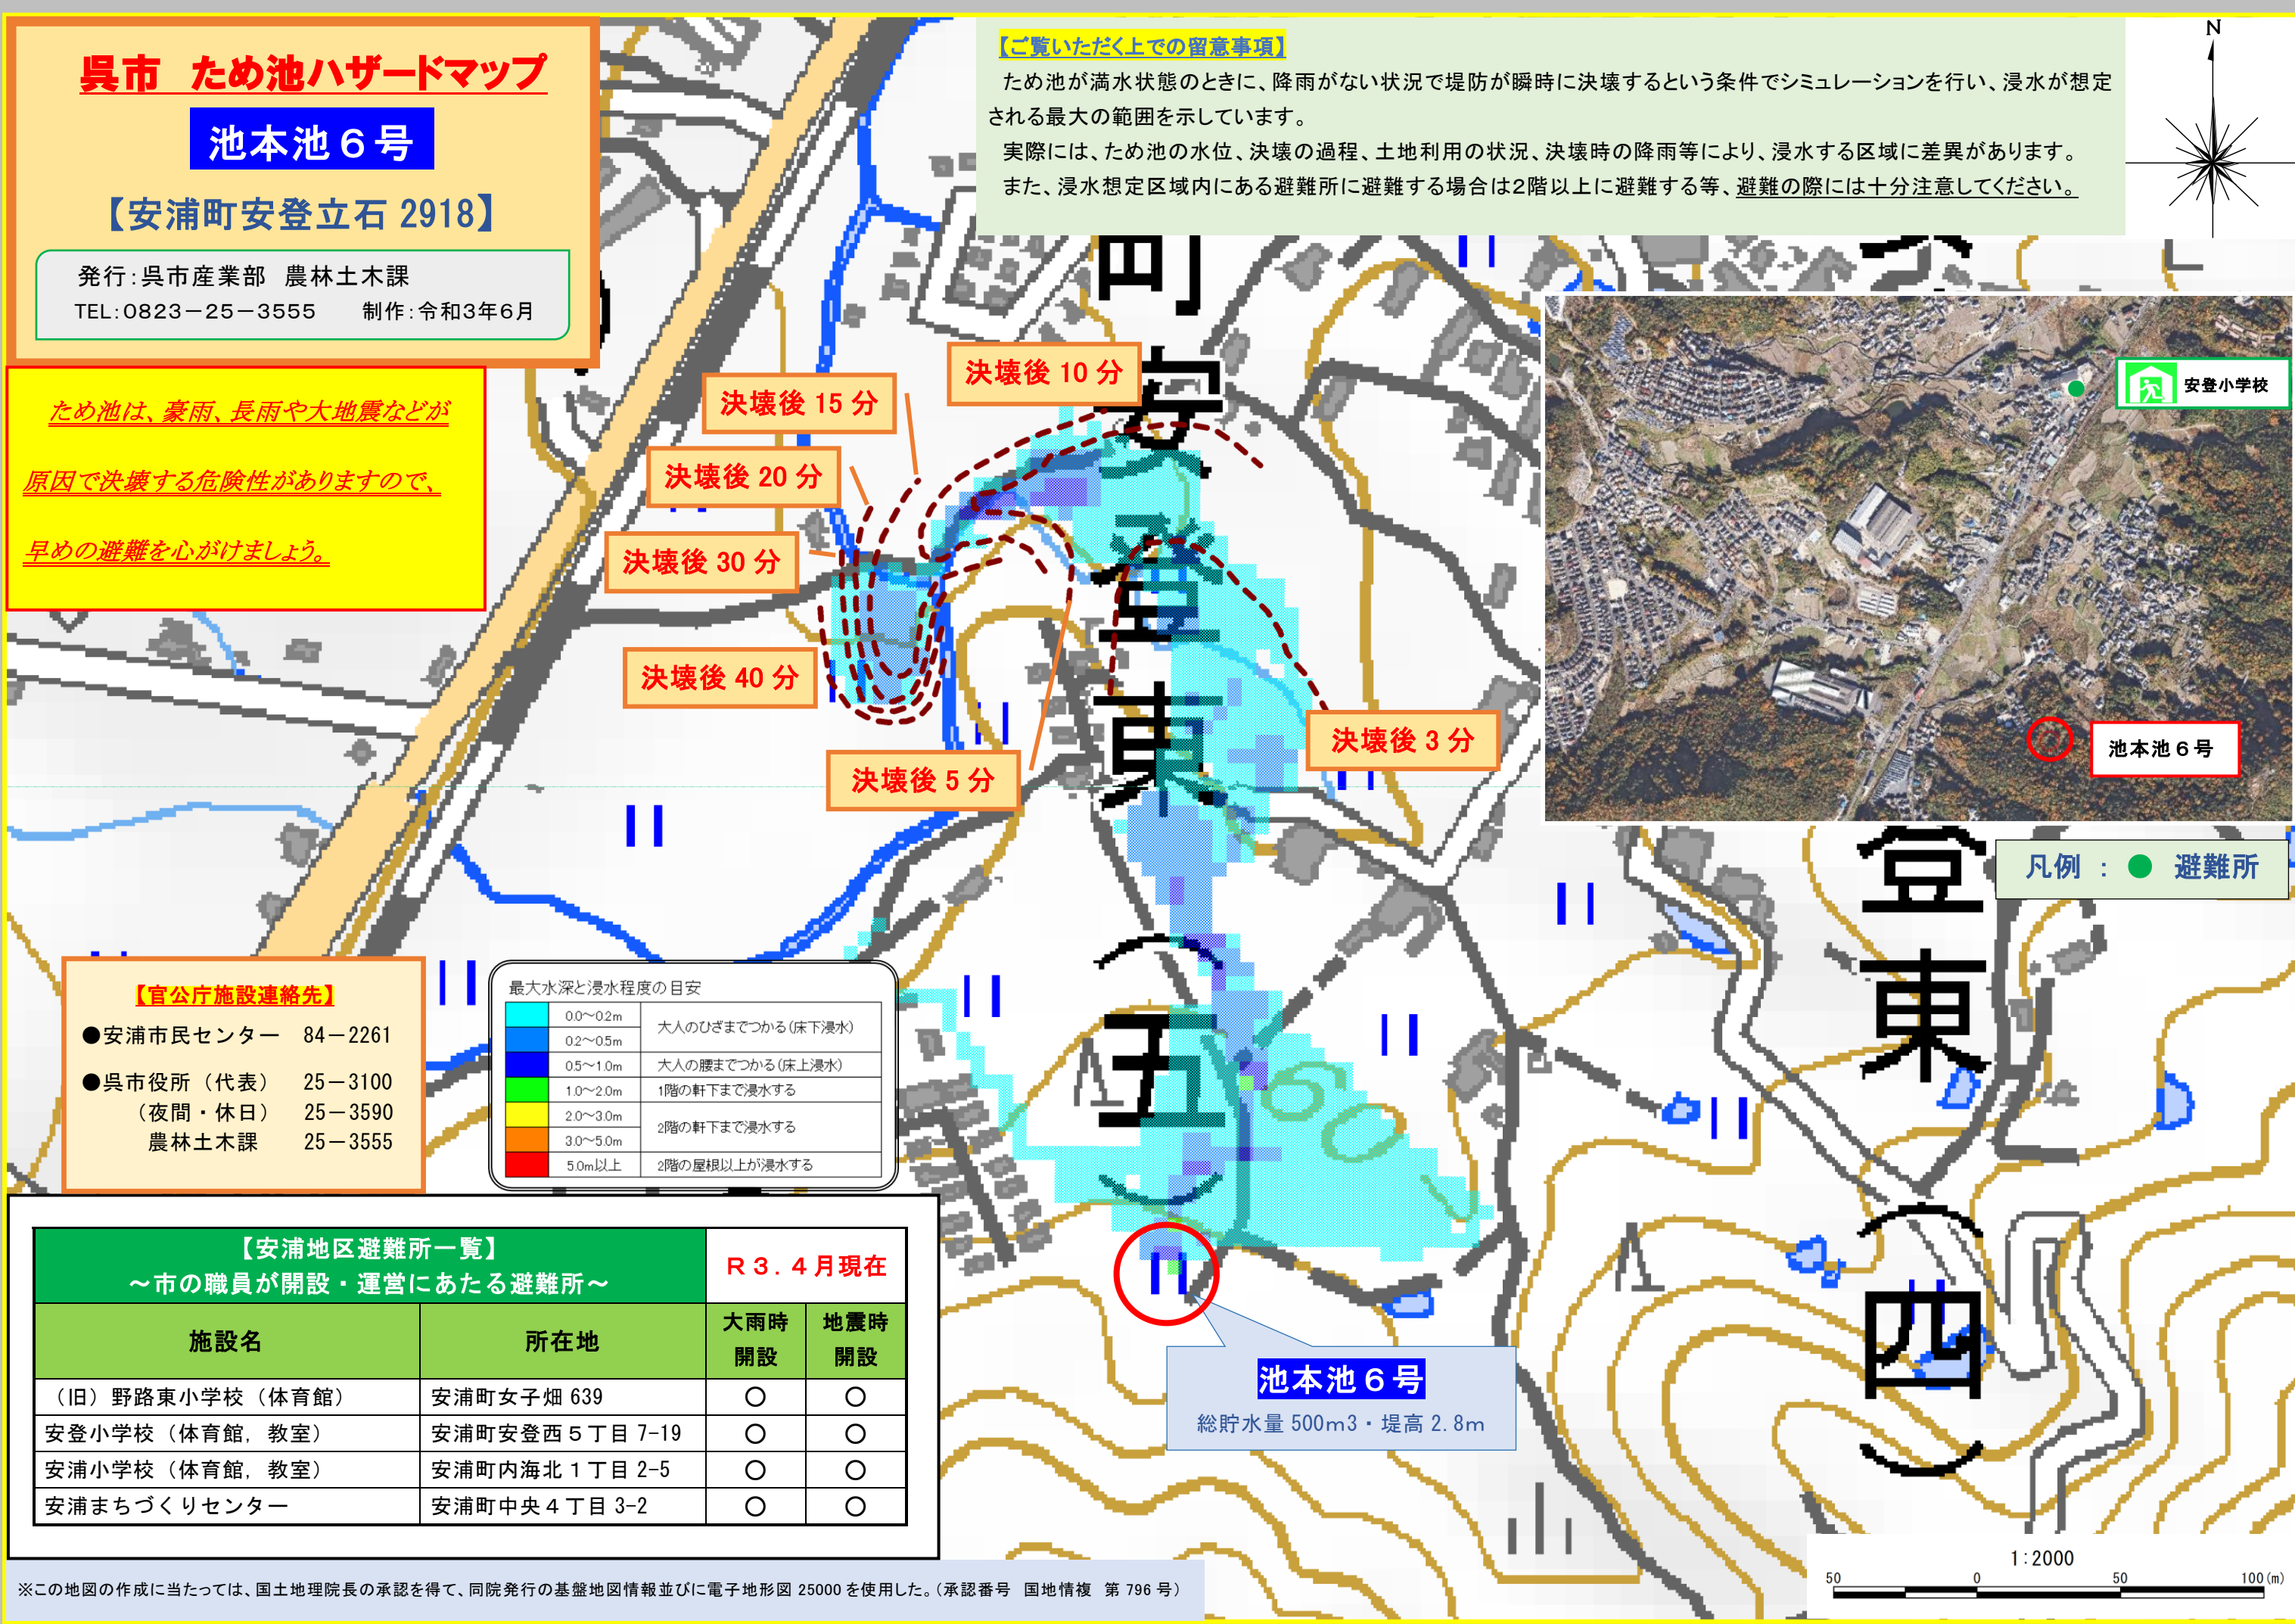 呉市 ため池ハザードマップ
池本池６号
【安浦町安登立石 2918】
発行：呉市産業部 農林土木課
TEL：0823－25－3555 制作：令和3年6月
ため池は、豪雨、長雨や大地震などが
原因で決壊する危険性がありますので、
早めの避難を心がけましょう。
【ご覧いただく上での留意事項】
ため池が満水状態のときに、降雨がない状況で堤防が瞬時に決壊するという条件でシミュレーションを行い、浸水が想定
される最大の範囲を示しています。
実際には、ため池の水位、決壊の過程、土地利用の状況、決壊時の降雨等により、浸水する区域に差異があります。
また、浸水想定区域内にある避難所に避難する場合は2階以上に避難する等、避難の際には十分注意してください。
N
決壊後 10 分
決壊後 15 分
決壊後 20 分
決壊後 30 分
決壊後 40 分
決壊後 5 分
決壊後 3 分
町安登東（五）
登東（四）
60
安登小学校
池本池６号
凡例 ： ● 避難所
【官公庁施設連絡先】
●安浦市民センター 84－2261
●呉市役所（代表） 25－3100
（夜間・休日） 25－3590
農林土木課 25－3555
最大水深と浸水程度の目安
0.0～0.2m 大人のひざまでつかる（床下浸水）
0.2～0.5m
0.5～1.0m 大人の腰までつかる（床上浸水）
1.0～2.0m 1階の軒下まで浸水する
2.0～3.0m 2階の軒下まで浸水する
3.0～5.0m
5.0m以上 2階の屋根以上が浸水する
【安浦地区避難所一覧】
～市の職員が開設・運営にあたる避難所～
Ｒ３．４月現在
施設名 所在地 大雨時開設 地震時開設
（旧）野路東小学校（体育館） 安浦町女子畑 639 ○ ○
安登小学校（体育館，教室） 安浦町安登西５丁目 7-19 ○ ○
安浦小学校（体育館，教室） 安浦町内海北１丁目 2-5 ○ ○
安浦まちづくりセンター 安浦町中央４丁目 3-2 ○ ○
池本池６号
総貯水量 500m3・堤高 2.8m
1：2000
50 0 50 100(m)
※この地図の作成に当たっては、国土地理院長の承認を得て、同院発行の基盤地図情報並びに電子地形図 25000 を使用した。（承認番号 国地情複 第 796 号）